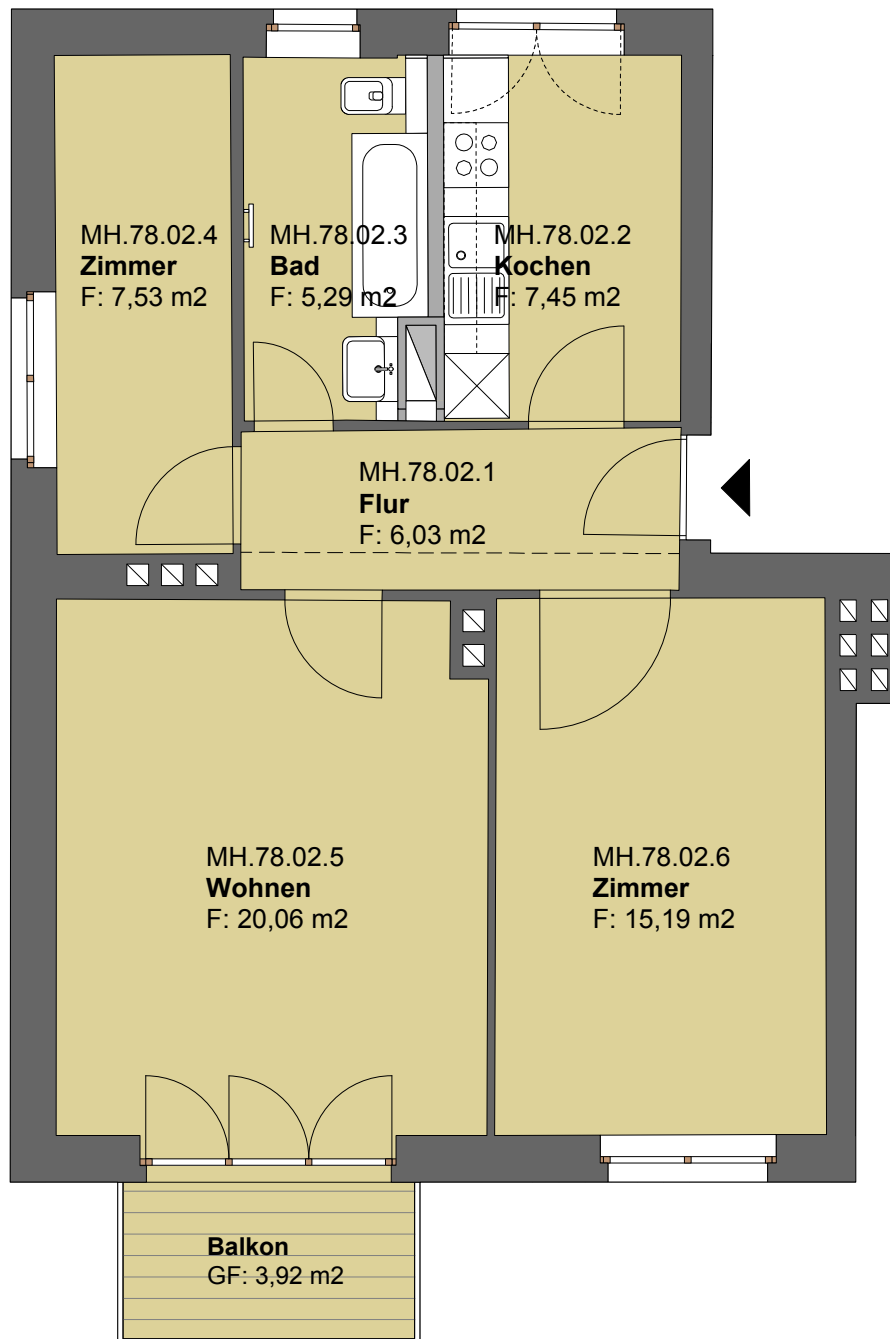 MH.78.02.4
Zimmer
F: 7,53 m2
MH.78.02.3
Bad
F: 5,29 m2
MH.78.02.2
Kochen
F: 7,45 m2
MH.78.02.1
Flur
F: 6,03 m2
MH.78.02.5
Wohnen
F: 20,06 m2
MH.78.02.6
Zimmer
F: 15,19 m2
Balkon
GF: 3,92 m2